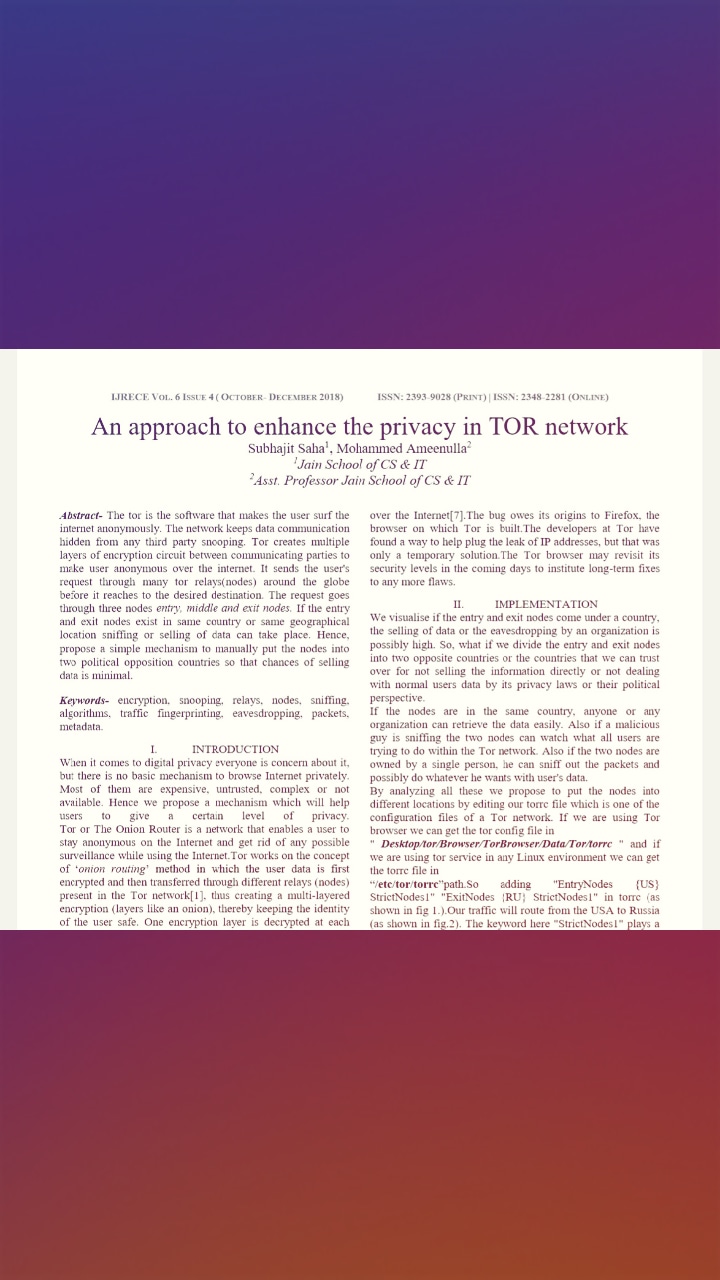 IJRECE VOL. 6 ISSUE 4 ( OCTOBER- DECEMBER 2018) ISSN: 2393-9028 (PRINT) | ISSN: 2348-2281 (ONLINE)
An approach to enhance the privacy in TOR network
Subhajit Saha1, Mohammed Ameenulla2
1Jain School of CS & IT
2Asst. Professor Jain School of CS & IT
Abstract- The tor is the software that makes the user surf the
internet anonymously. The network keeps data communication
hidden from any third party snooping. Tor creates multiple
layers of encryption circuit between communicating parties to
make user anonymous over the internet. It sends the user's
request through many tor relays(nodes) around the globe
before it reaches to the desired destination. The request goes
through three nodes entry, middle and exit nodes. If the entry
and exit nodes exist in same country or same geographical
location sniffing or selling of data can take place. Hence,
propose a simple mechanism to manually put the nodes into
two political opposition countries so that chances of selling
data is minimal.
Keywords- encryption, snooping, relays, nodes, sniffing,
algorithms, traffic fingerprinting, eavesdropping, packets,
metadata.
I. INTRODUCTION
When it comes to digital privacy everyone is concern about it,
but there is no basic mechanism to browse Internet privately.
Most of them are expensive, untrusted, complex or not
available. Hence we propose a mechanism which will help
users to give a certain level of privacy.
Tor or The Onion Router is a network that enables a user to
stay anonymous on the Internet and get rid of any possible
surveillance while using the Internet.Tor works on the concept
of ‘onion routing’ method in which the user data is first
encrypted and then transferred through different relays (nodes)
present in the Tor network[1], thus creating a multi-layered
encryption (layers like an onion), thereby keeping the identity
of the user safe. One encryption layer is decrypted at each
over the Internet[7].The bug owes its origins to Firefox, the
browser on which Tor is built.The developers at Tor have
found a way to help plug the leak of IP addresses, but that was
only a temporary solution.The Tor browser may revisit its
security levels in the coming days to institute long-term fixes
to any more flaws.
II. IMPLEMENTATION
We visualise if the entry and exit nodes come under a country,
the selling of data or the eavesdropping by an organization is
possibly high. So, what if we divide the entry and exit nodes
into two opposite countries or the countries that we can trust
over for not selling the information directly or not dealing
with normal users data by its privacy laws or their political
perspective.
If the nodes are in the same country, anyone or any
organization can retrieve the data easily. Also if a malicious
guy is sniffing the two nodes can watch what all users are
trying to do within the Tor network. Also if the two nodes are
owned by a single person, he can sniff out the packets and
possibly do whatever he wants with user's data.
By analyzing all these we propose to put the nodes into
different locations by editing our torrc file which is one of the
configuration files of a Tor network. If we are using Tor
browser we can get the tor config file in
" Desktop/tor/Browser/TorBrowser/Data/Tor/torrc " and if
we are using tor service in any Linux environment we can get
the torrc file in
“/etc/tor/torrc”path.So adding "EntryNodes {US}
StrictNodes1" "ExitNodes {RU} StrictNodes1" in torrc (as
shown in fig 1.).Our traffic will route from the USA to Russia
(as shown in fig.2). The keyword here "StrictNodes1" plays a